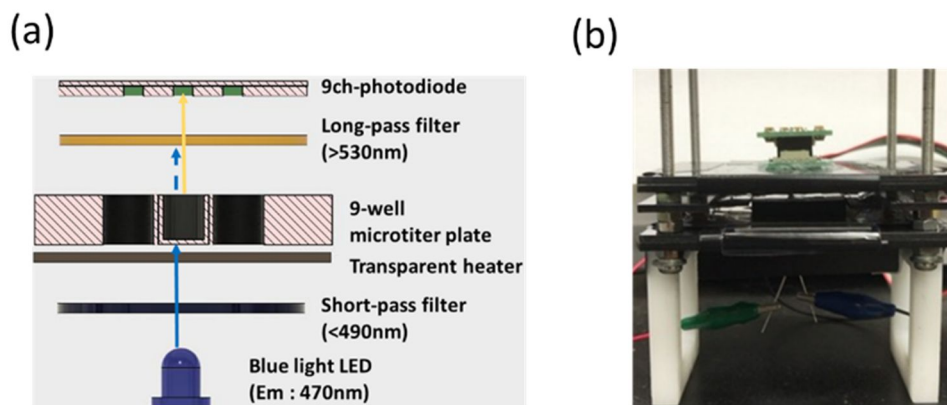 (a)
9ch-photodiode
Long-pass filter
(>530nm)
9-well
microtiter plate
Transparent heater
Short-pass filter
(<490nm)
Blue light LED
(Em : 470nm)
(b)